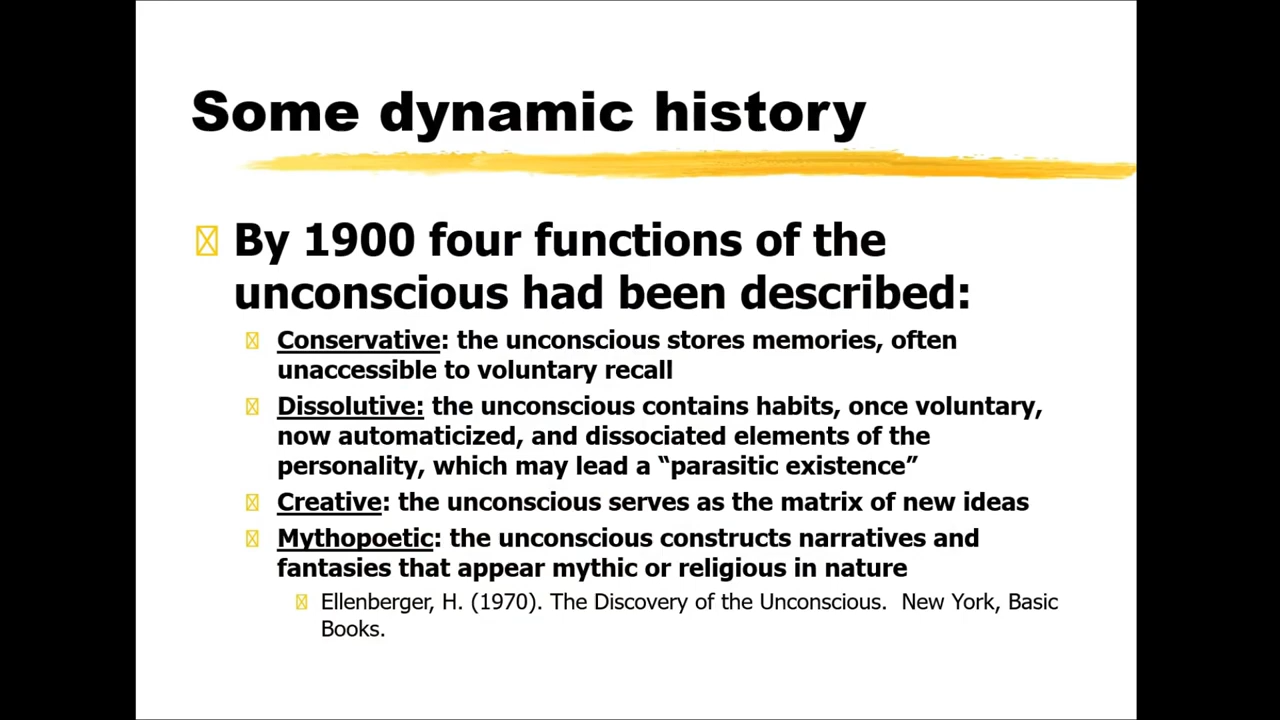 Some dynamic history
By 1900 four functions of the
unconscious had been described:
Conservative: the unconscious stores memories, often
unaccessible to voluntary recall
Dissolutive: the unconscious contains habits, once voluntary,
now automaticized, and dissociated elements of the
personality, which may lead a “parasitic existence”
Creative: the unconscious serves as the matrix of new ideas
Mythopoetic: the unconscious constructs narratives and
fantasies that appear mythic or religious in nature
Ellenberger, H. (1970). The Discovery of the Unconscious.  New York, Basic
Books.